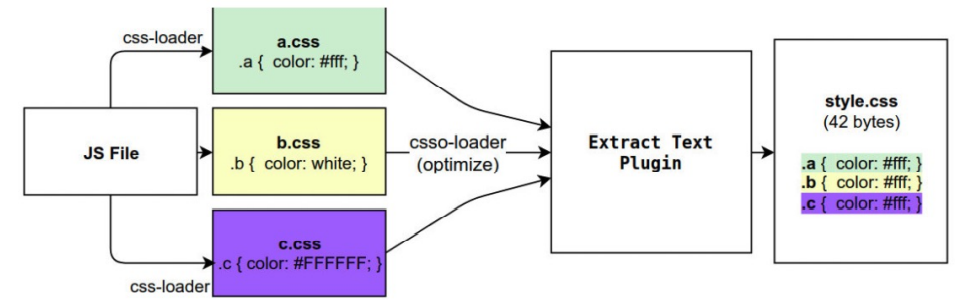 css-loader
a.css
.a { color: #fff; }
JS File
b.css
.b { color: white; }
csso-loader
(optimize)
c.css
.c { color: #FFFFFF; }
css-loader
Extract Text
Plugin
style.css
(42 bytes)
.a { color: #fff; }
.b { color: #fff; }
.c { color: #fff; }